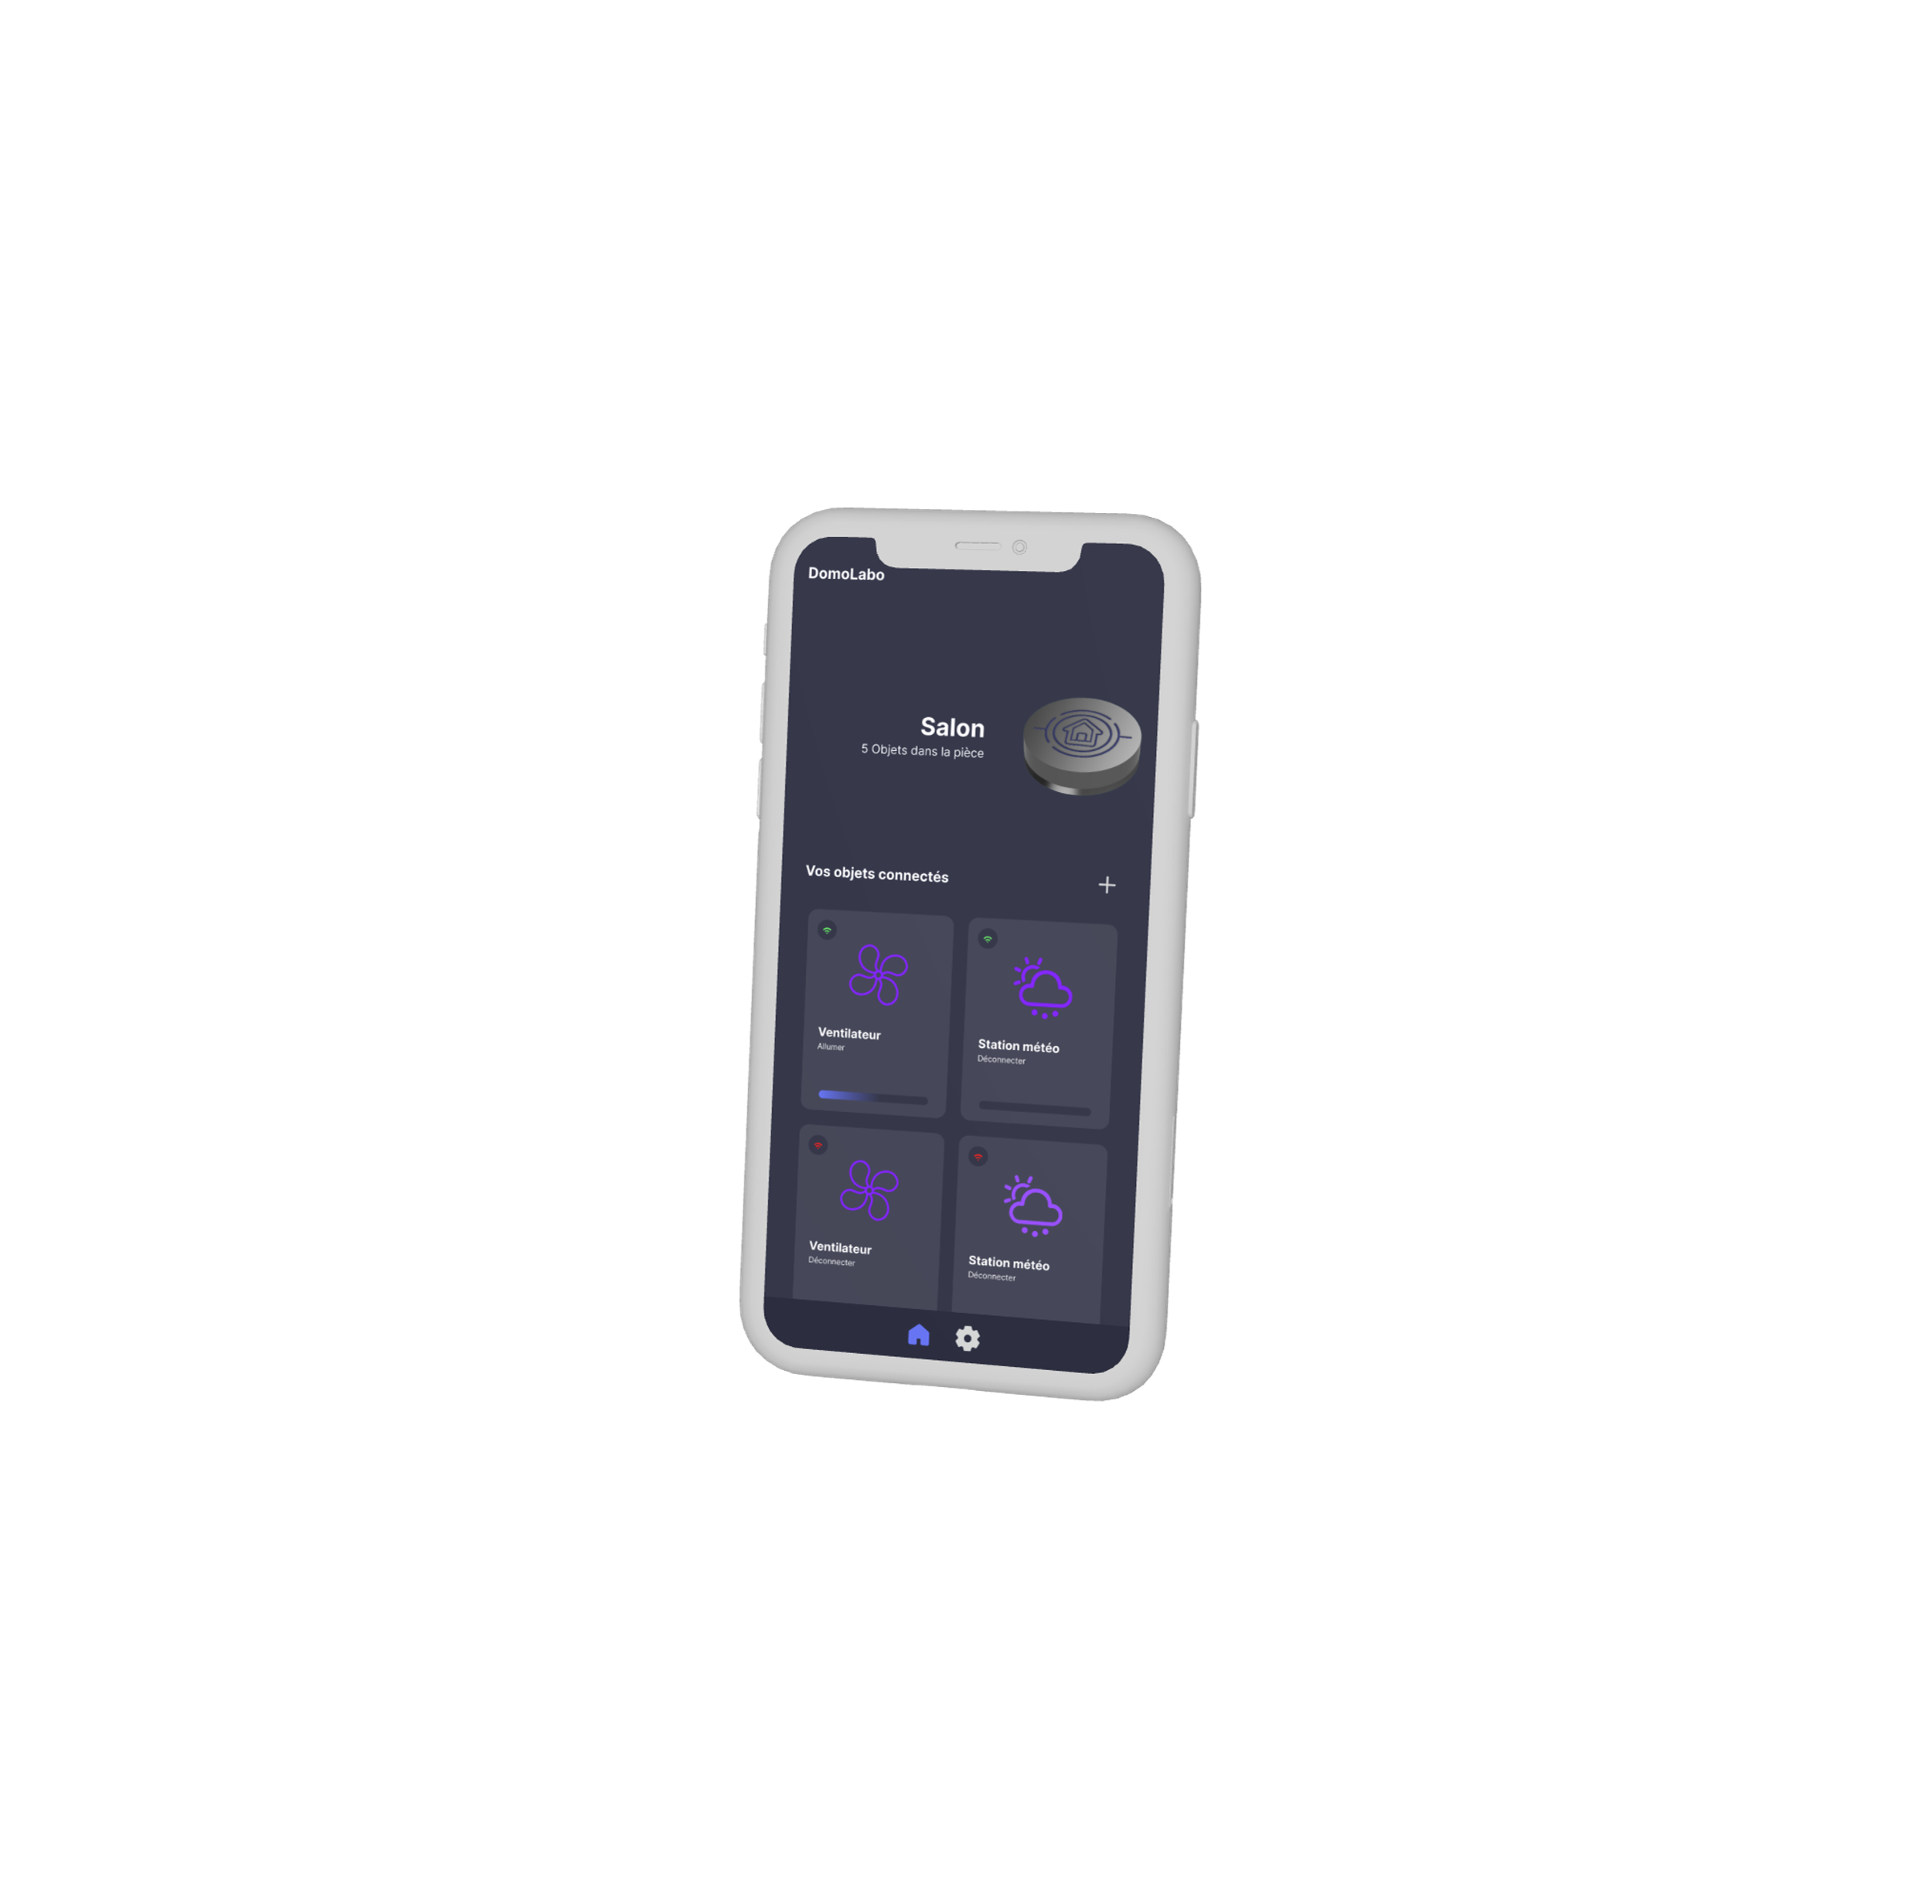 DomoLabo
Salon
5 Objets dans la pièce
Vos objets connectés
Ventilateur
Allumer
Station météo
Déconnecter
Ventilateur
Déconnecter
Station météo
Déconnecter